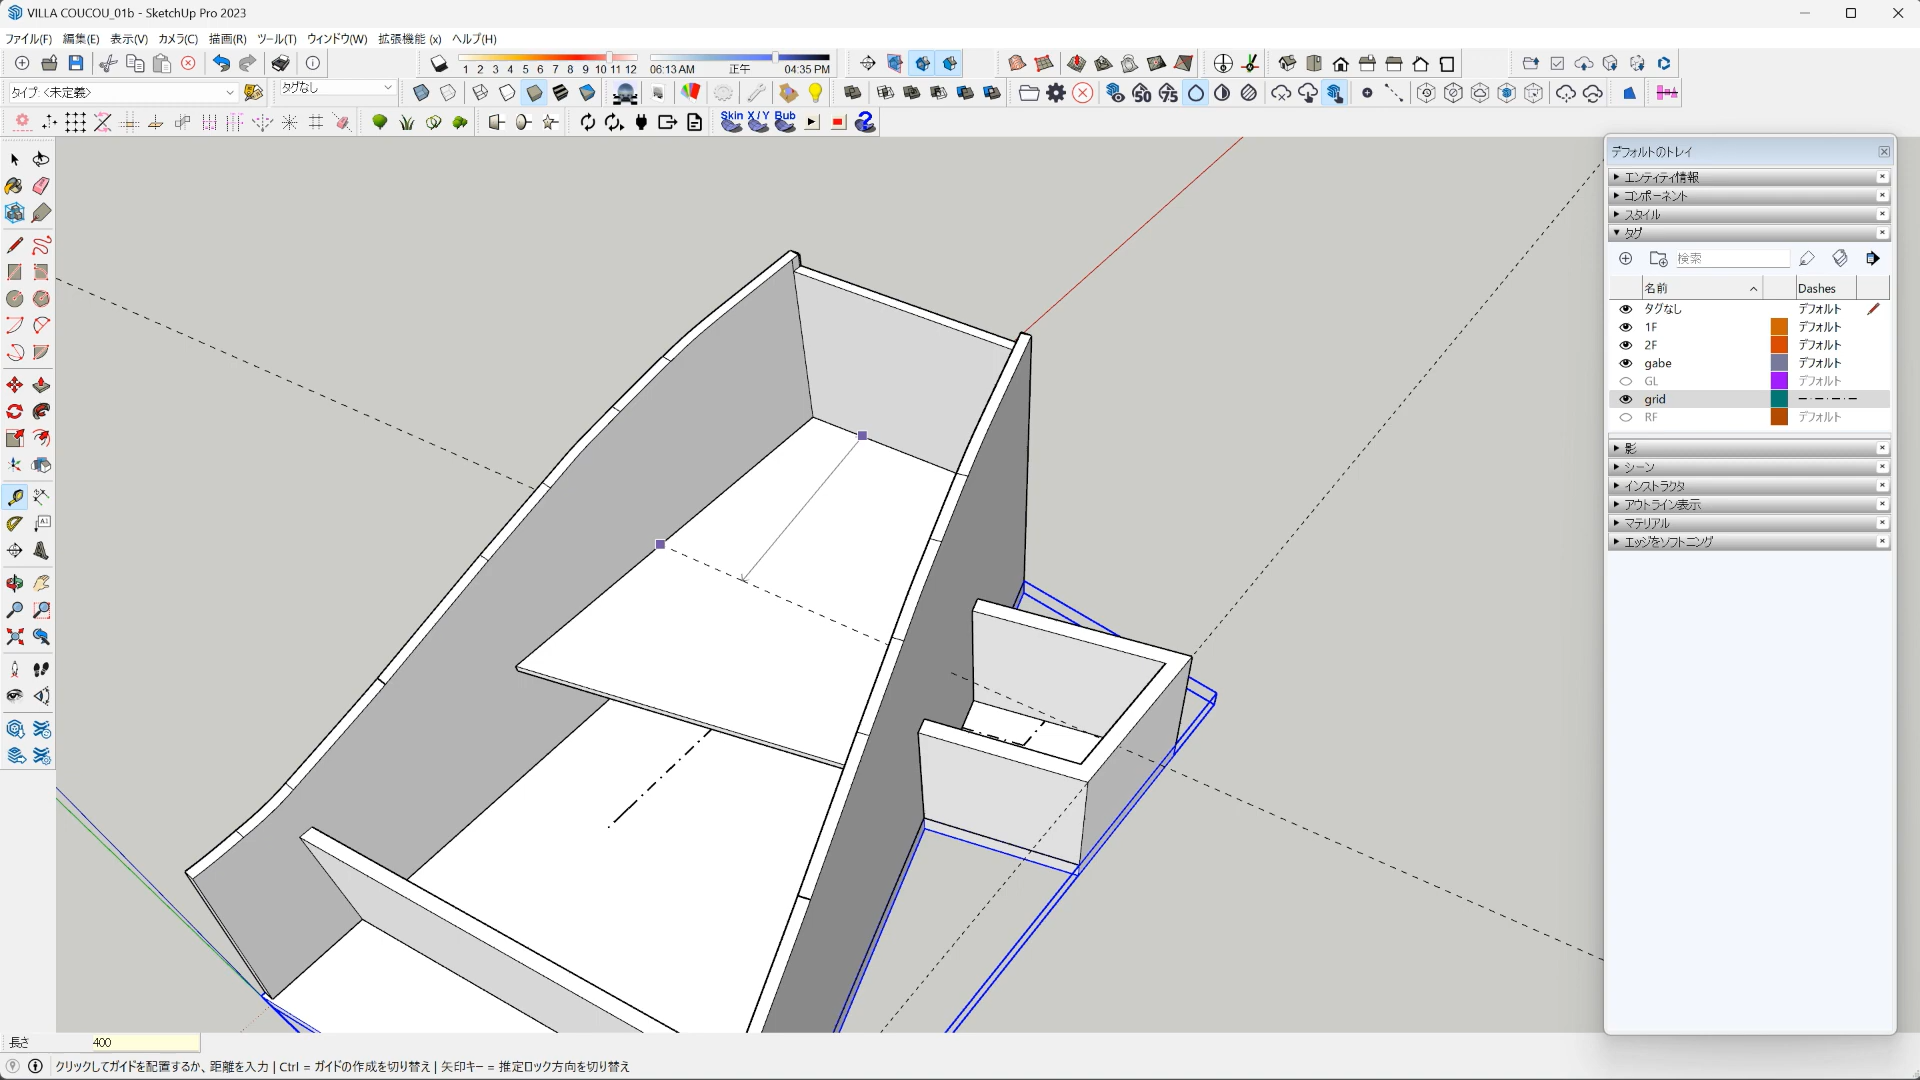 VILLA COUCOU_01b - SketchUp Pro 2023
ファイル(F) 編集(E) 表示(V) カメラ(C) 描画(R) ツール(T) ウィンドウ(W) 拡張機能 (x) ヘルプ(H)
1 2 3 4 5 6 7 8 9 10 11 12 06:13 AM 正午 04:35 PM
タイプ: <未定義> タグなし 50 75
Skin X/Y Bub
デフォルトのトレイ
エンティティ情報
コンポーネント
スタイル
タグ
検索
名前 Dashes
タグなし デフォルト
1F デフォルト
2F デフォルト
gabe デフォルト
GL デフォルト
grid
RF デフォルト
影
シーン
インストラクタ
アウトライン表示
マテリアル
エッジをソフトニング
長さ 400
クリックしてガイドを配置するか、距離を入力 | Ctrl = ガイドの作成を切り替え | 矢印キー = 推定ロック方向を切り替え